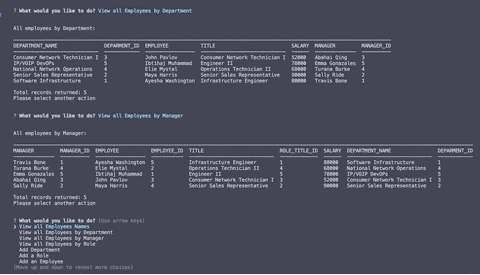 ? What would you like to do? View all Employees by Department
All employees by Department:
DEPARTMENT_NAME DEPARMENT_ID EMPLOYEE TITLE SALARY MANAGER MANAGER_ID
Consumer Network Technician I 3 John Pavlov Consumer Network Technician I 52000 Abahai Qing 3
IP/VOIP DevOPS 5 Ibtihaj Muhammad Engineer II 78000 Emma Gonazales 5
National Network Operations 4 Elie Mystal Operations Technician II 68000 Turana Burke 4
Senior Sales Representative 2 Maya Harris Senior Sales Representative 90000 Sally Ride 2
Software Infrastructure 1 Ayesha Washington Infrastructure Engineer 80000 Travis Bone 1
Total records returned: 5
Please select another action
? What would you like to do? View all Employees by Manager
All employees by Manager:
MANAGER MANAGER_ID EMPLOYEE EMPLOYEE_ID TITLE ROLE_TITLE_ID SALARY DEPARTMENT_NAME DEPARTMENT_ID
Travis Bone 1 Ayesha Washington 5 Infrastructure Engineer 1 80000 Software Infrastructure 1
Turana Burke 4 Elie Mystal 2 Operations Technician II 4 68000 National Network Operations 4
Emma Gonazales 5 Ibtihaj Muhammad 1 Engineer II 5 78000 IP/VOIP DevOPS 5
Abahai Qing 3 John Pavlov 3 Consumer Network Technician I 3 52000 Consumer Network Technician I 3
Sally Ride 2 Maya Harris 4 Senior Sales Representative 2 90000 Senior Sales Representative 2
Total records returned: 5
Please select another action
? What would you like to do? (Use arrow keys)
❯ View all Employees Names
View all Employees by Department
View all Employees by Manager
View all Employees by Role
Add Department
Add a Role
Add an Employee
(Move up and down to reveal more choices)